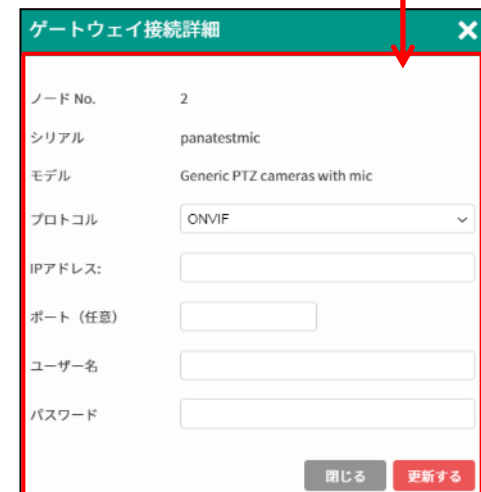 ゲートウェイ接続詳細
ノード No. 2
シリアル panatestmic
モデル Generic PTZ cameras with mic
プロトコル ONVIF
IPアドレス:
ポート（任意）
ユーザー名
パスワード
閉じる 更新する